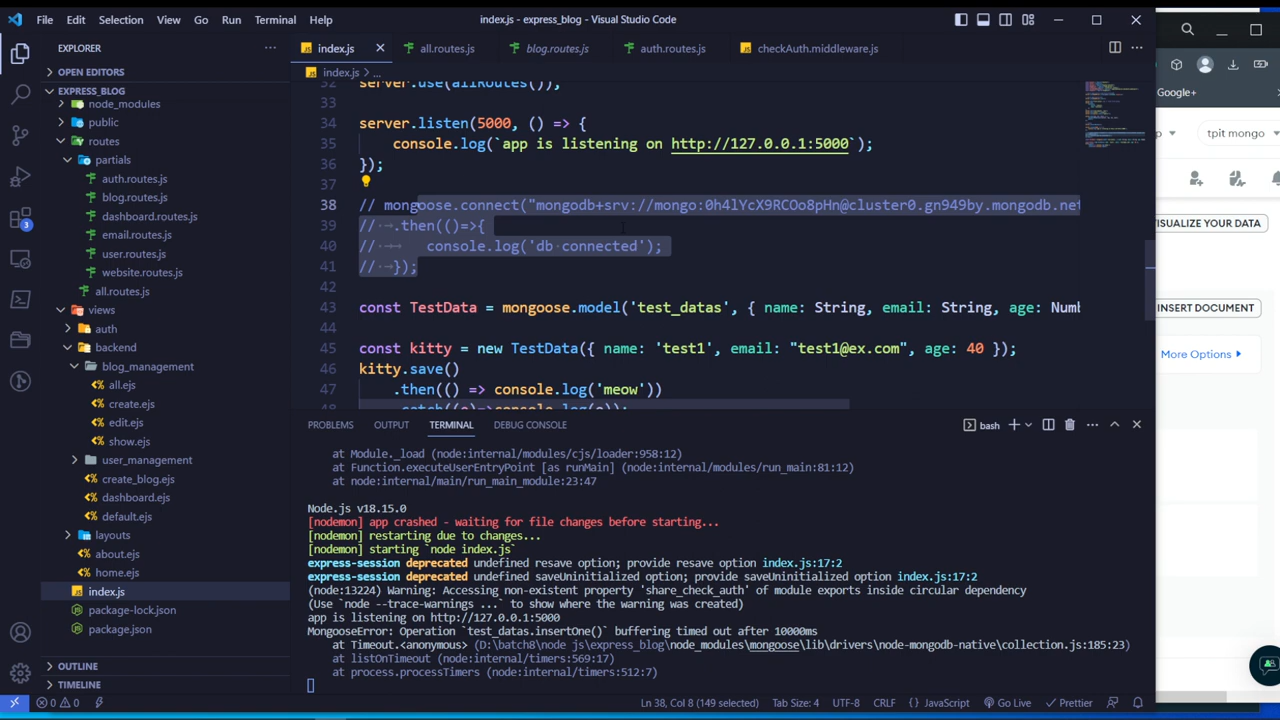 File Edit Selection View Go Run Terminal Help
index.js - express_blog - Visual Studio Code
EXPLORER
OPEN EDITORS
EXPRESS_BLOG
node_modules
public
routes
partials
auth.routes.js
blog.routes.js
dashboard.routes.js
email.routes.js
user.routes.js
website.routes.js
all.routes.js
views
auth
backend
blog_management
all.ejs
create.ejs
edit.ejs
show.ejs
user_management
create_blog.ejs
dashboard.ejs
default.ejs
layouts
about.ejs
home.ejs
index.js
package-lock.json
package.json
OUTLINE
TIMELINE
3
index.js all.routes.js blog.routes.js auth.routes.js checkAuth.middleware.js
index.js > ...
32 server.use(allRoutes());
33
34 server.listen(5000, () => {
35 console.log(`app is listening on http://127.0.0.1:5000`);
36 });
37
38 // mongoose.connect("mongodb+srv://mongo:0h4lYcX9RCOo8pHn@cluster0.gn949by.mongodb.net
39 // .then(()=>{
40 // console.log('db connected');
41 // });
42
43 const TestData = mongoose.model('test_datas', { name: String, email: String, age: Numb
44
45 const kitty = new TestData({ name: 'test1', email: "test1@ex.com", age: 40 });
46 kitty.save()
47 .then(() => console.log('meow'))
48 .catch((e)=>console.log(e));
PROBLEMS OUTPUT TERMINAL DEBUG CONSOLE
bash
at Module._load (node:internal/modules/cjs/loader:958:12)
at Function.executeUserEntryPoint [as runMain] (node:internal/modules/run_main:81:12)
at node:internal/main/run_main_module:23:47
Node.js v18.15.0
[nodemon] app crashed - waiting for file changes before starting...
[nodemon] restarting due to changes...
[nodemon] starting `node index.js`
express-session deprecated undefined resave option; provide resave option index.js:17:2
express-session deprecated undefined saveUninitialized option; provide saveUninitialized option index.js:17:2
(node:13224) Warning: Accessing non-existent property 'share_check_auth' of module exports inside circular dependency
(Use `node --trace-warnings ...` to show where the warning was created)
app is listening on http://127.0.0.1:5000
MongooseError: Operation `test_datas.insertOne()` buffering timed out after 10000ms
at Timeout.<anonymous> (D:\batch8\node js\express_blog\node_modules\mongoose\lib\drivers\node-mongodb-native\collection.js:185:23)
at listOnTimeout (node:internal/timers:569:17)
at process.processTimers (node:internal/timers:512:7)
0 0 Ln 38, Col 8 (149 selected) Tab Size: 4 UTF-8 CRLF {} JavaScript Go Live Prettier
Google+
tpit mongo
VISUALIZE YOUR DATA
INSERT DOCUMENT
More Options